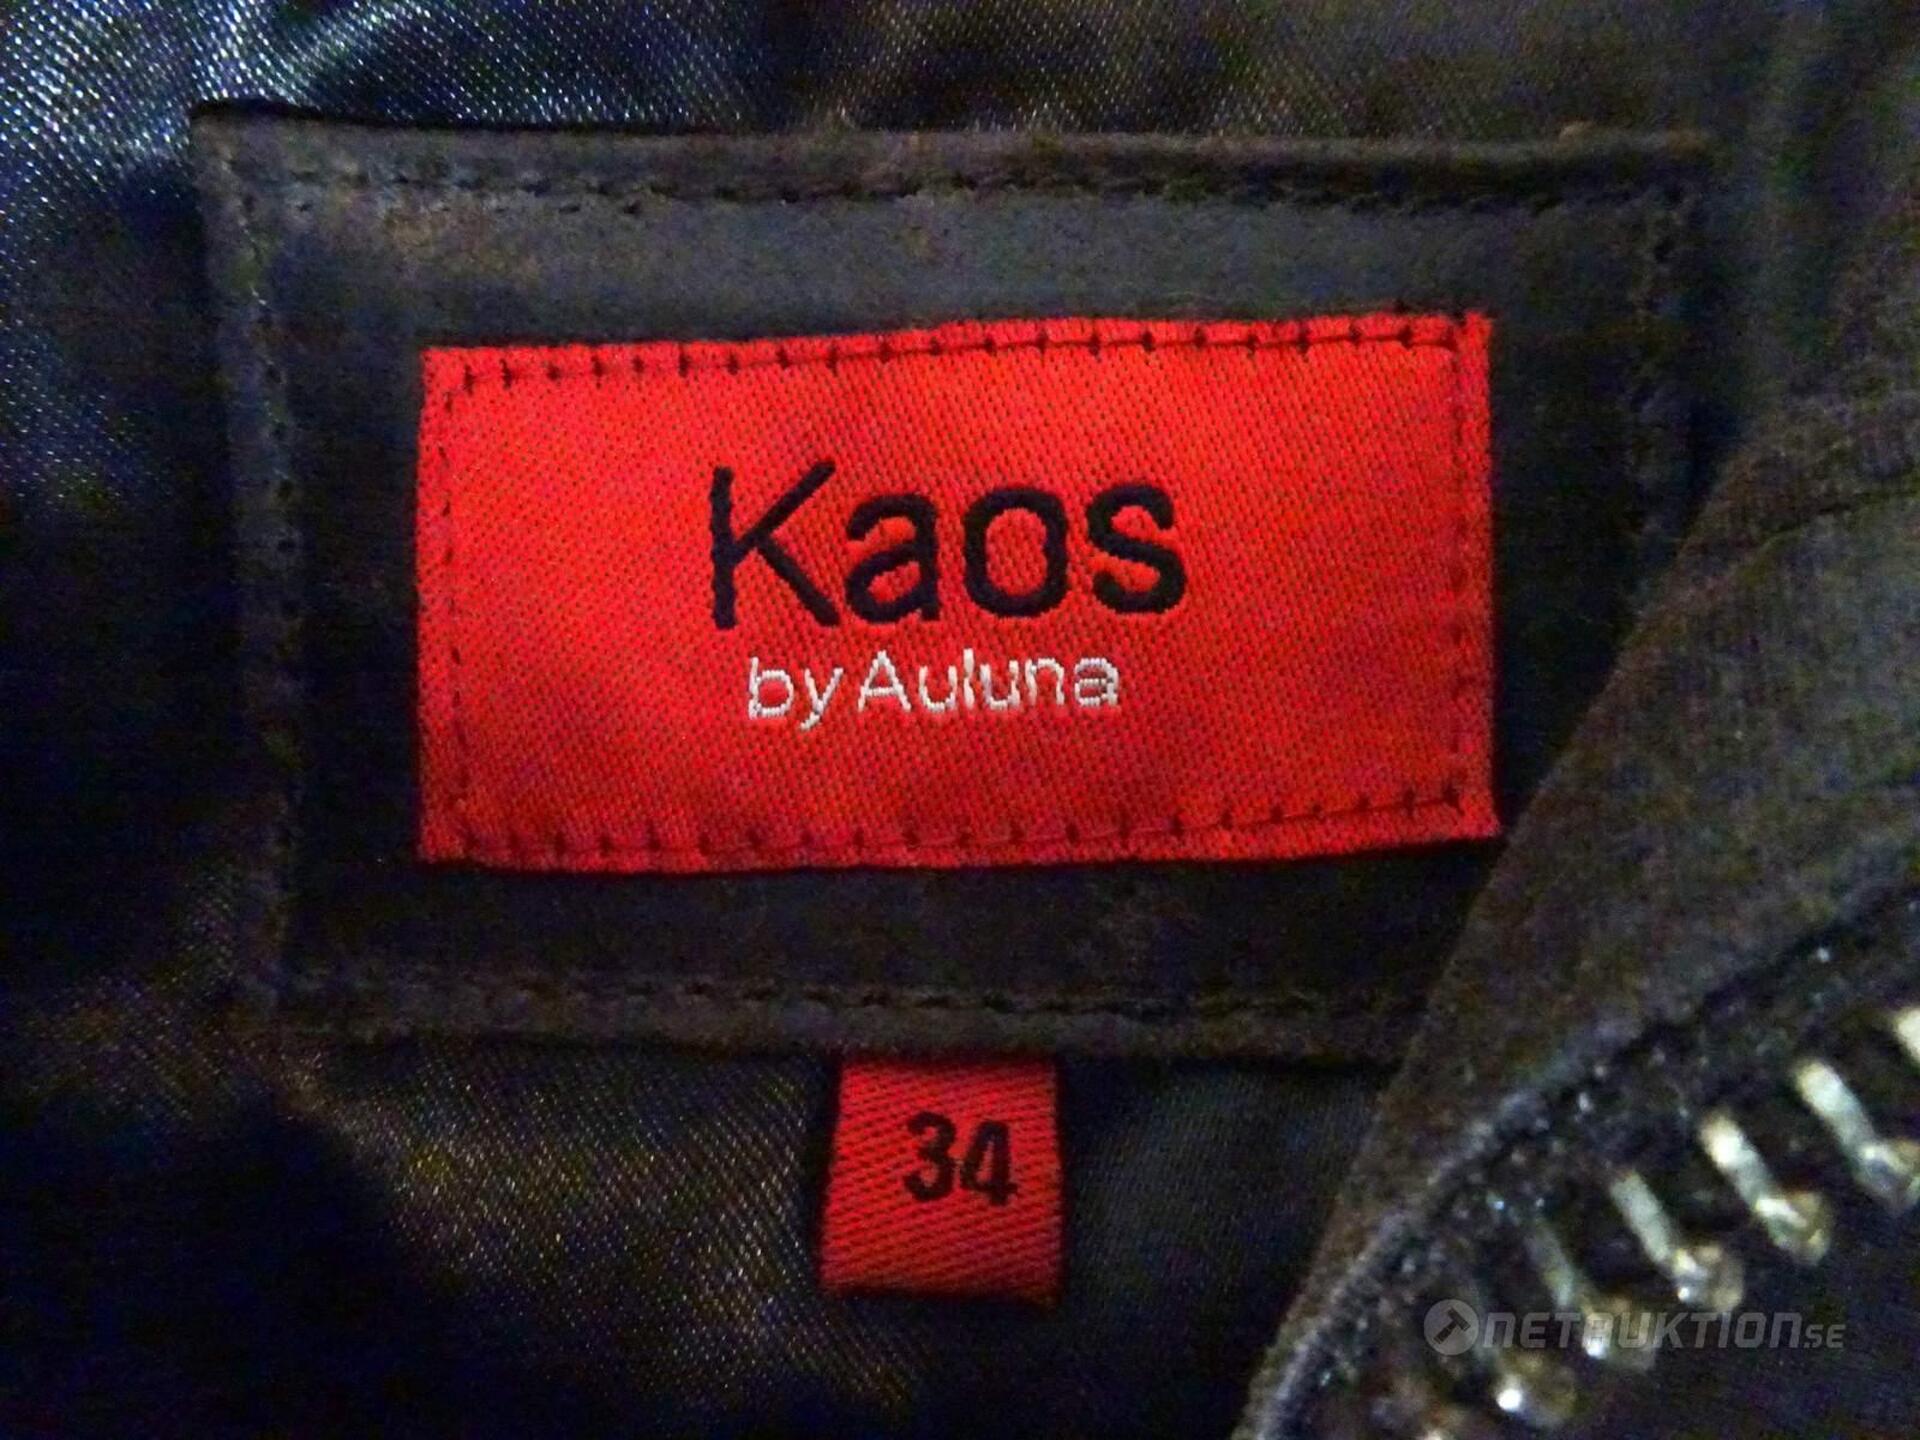 Kaos
by Auluna
34
NETAUKTION.SE